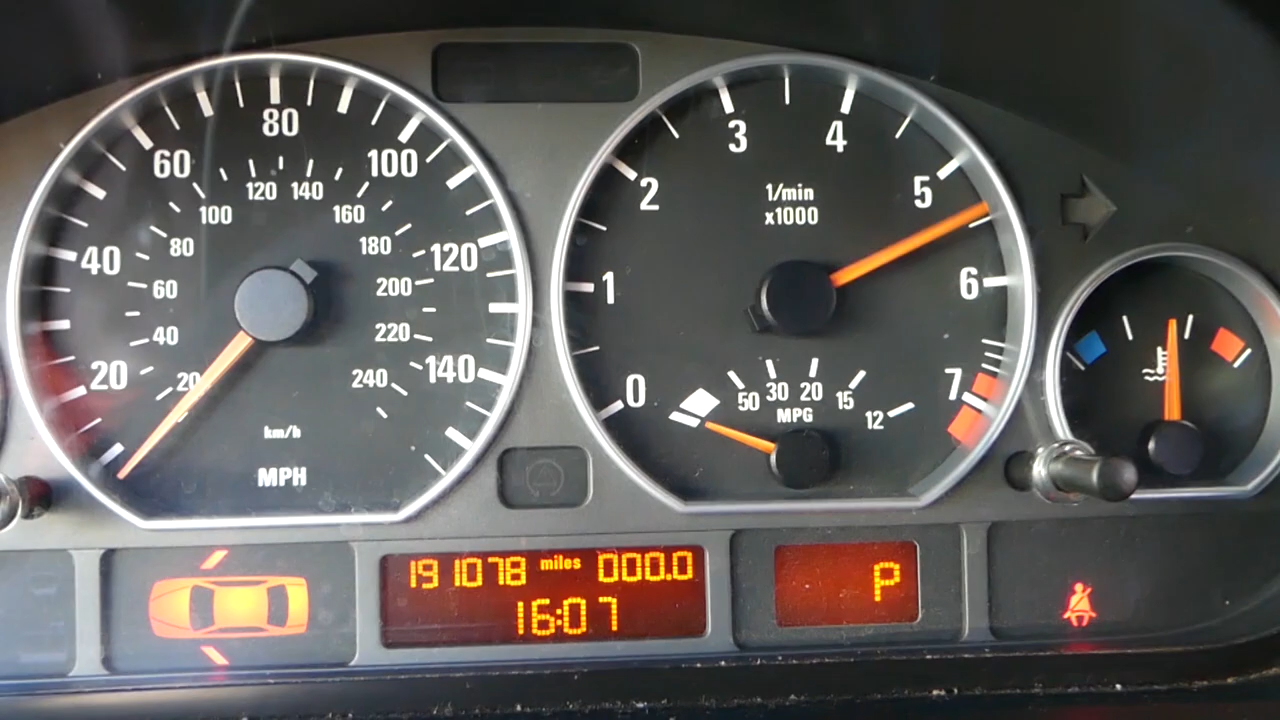 20 40 60 80 100 120 140
20 40 60 80 100 120 140 160 180 200 220 240
km/h
MPH
0 1 2 3 4 5 6 7
1/min
x1000
50 30 20 15 12
MPG
191078 miles 000.0
16:07
P